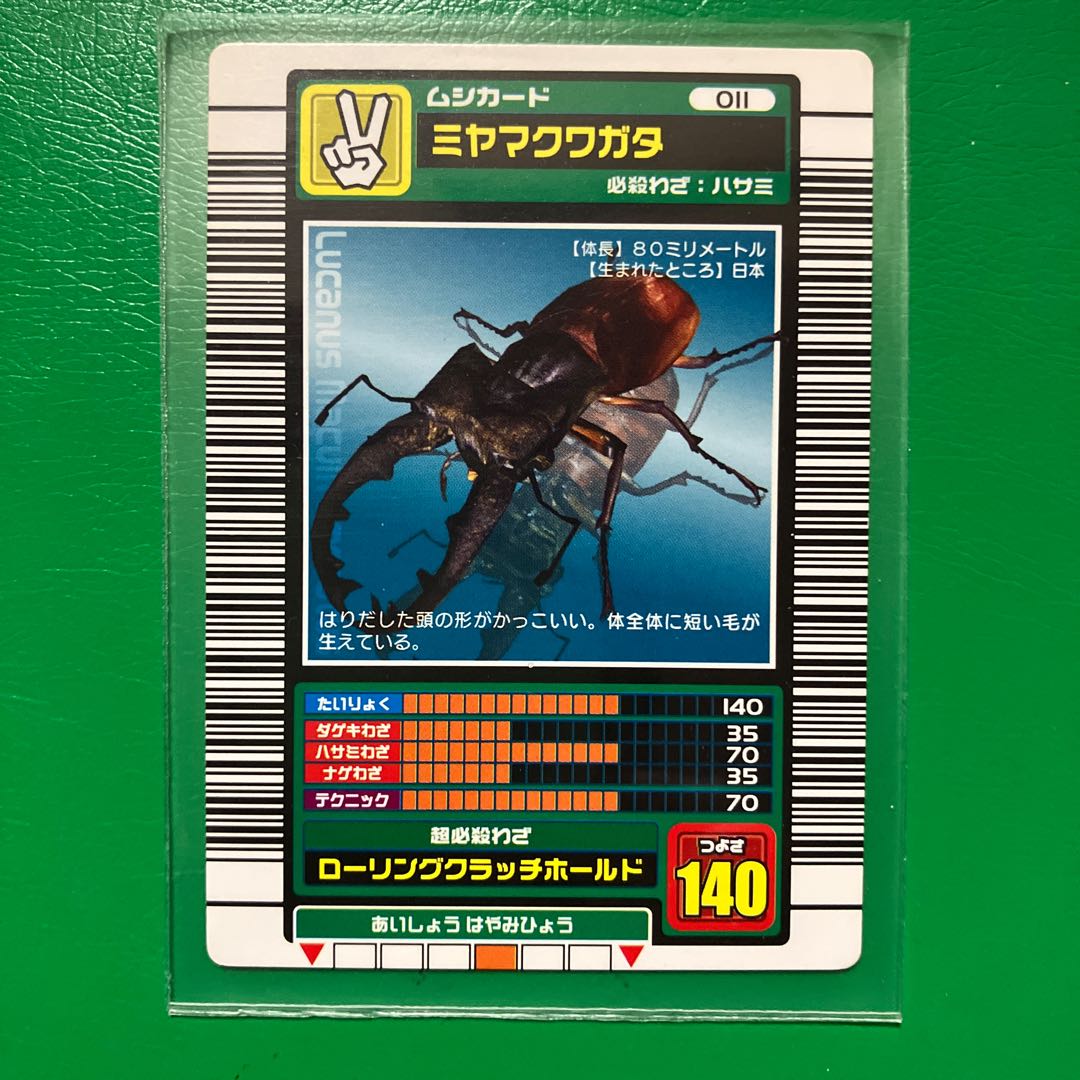 ムシカード
011
ミヤマクワガタ
必殺わざ：ハサミ
【体長】80ミリメートル
【生まれたところ】日本
Lucanus
はりだした頭の形がかっこいい。体全体に短い毛が
生えている。
たいりょく 140
ダゲキわざ 35
ハサミわざ 70
ナゲわざ 35
テクニック 70
超必殺わざ
ローリングクラッチホールド
つよさ
140
あいしょう はやみひょう